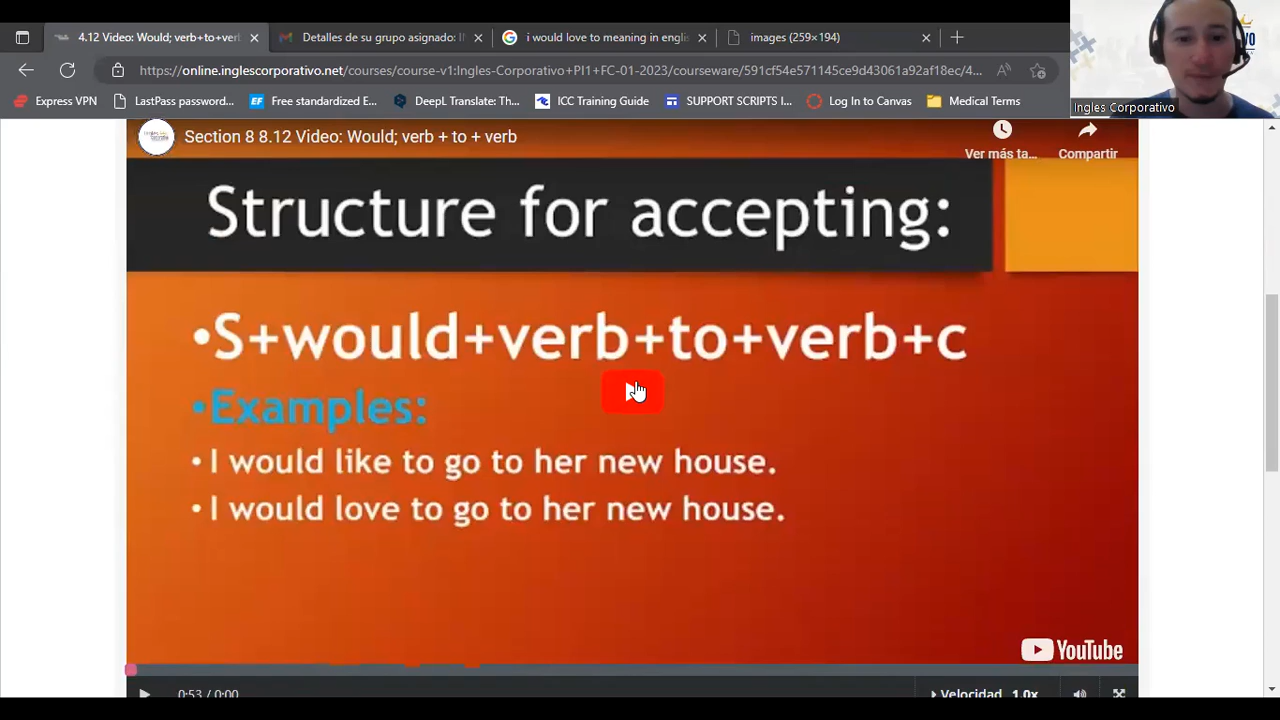 4.12 Video: Would; verb+to+verb
Detalles de su grupo asignado: I
i would love to meaning in engli
images (259×194)
https://online.inglescorporativo.net/courses/course-v1:Ingles-Corporativo+PI1+FC-01-2023/courseware/591cf54e571145ce9d43061a92af18ec/4...
Express VPN
LastPass password...
Free standardized E...
DeepL Translate: Th...
ICC Training Guide
SUPPORT SCRIPTS I...
Log In to Canvas
Medical Terms
Ingles Corporativo
Section 8 8.12 Video: Would; verb + to + verb
Ver más ta...
Compartir
Structure for accepting:
•S+would+verb+to+verb+c
•Examples:
• I would like to go to her new house.
• I would love to go to her new house.
YouTube
0:53 / 0:00
Velocidad 1.0x